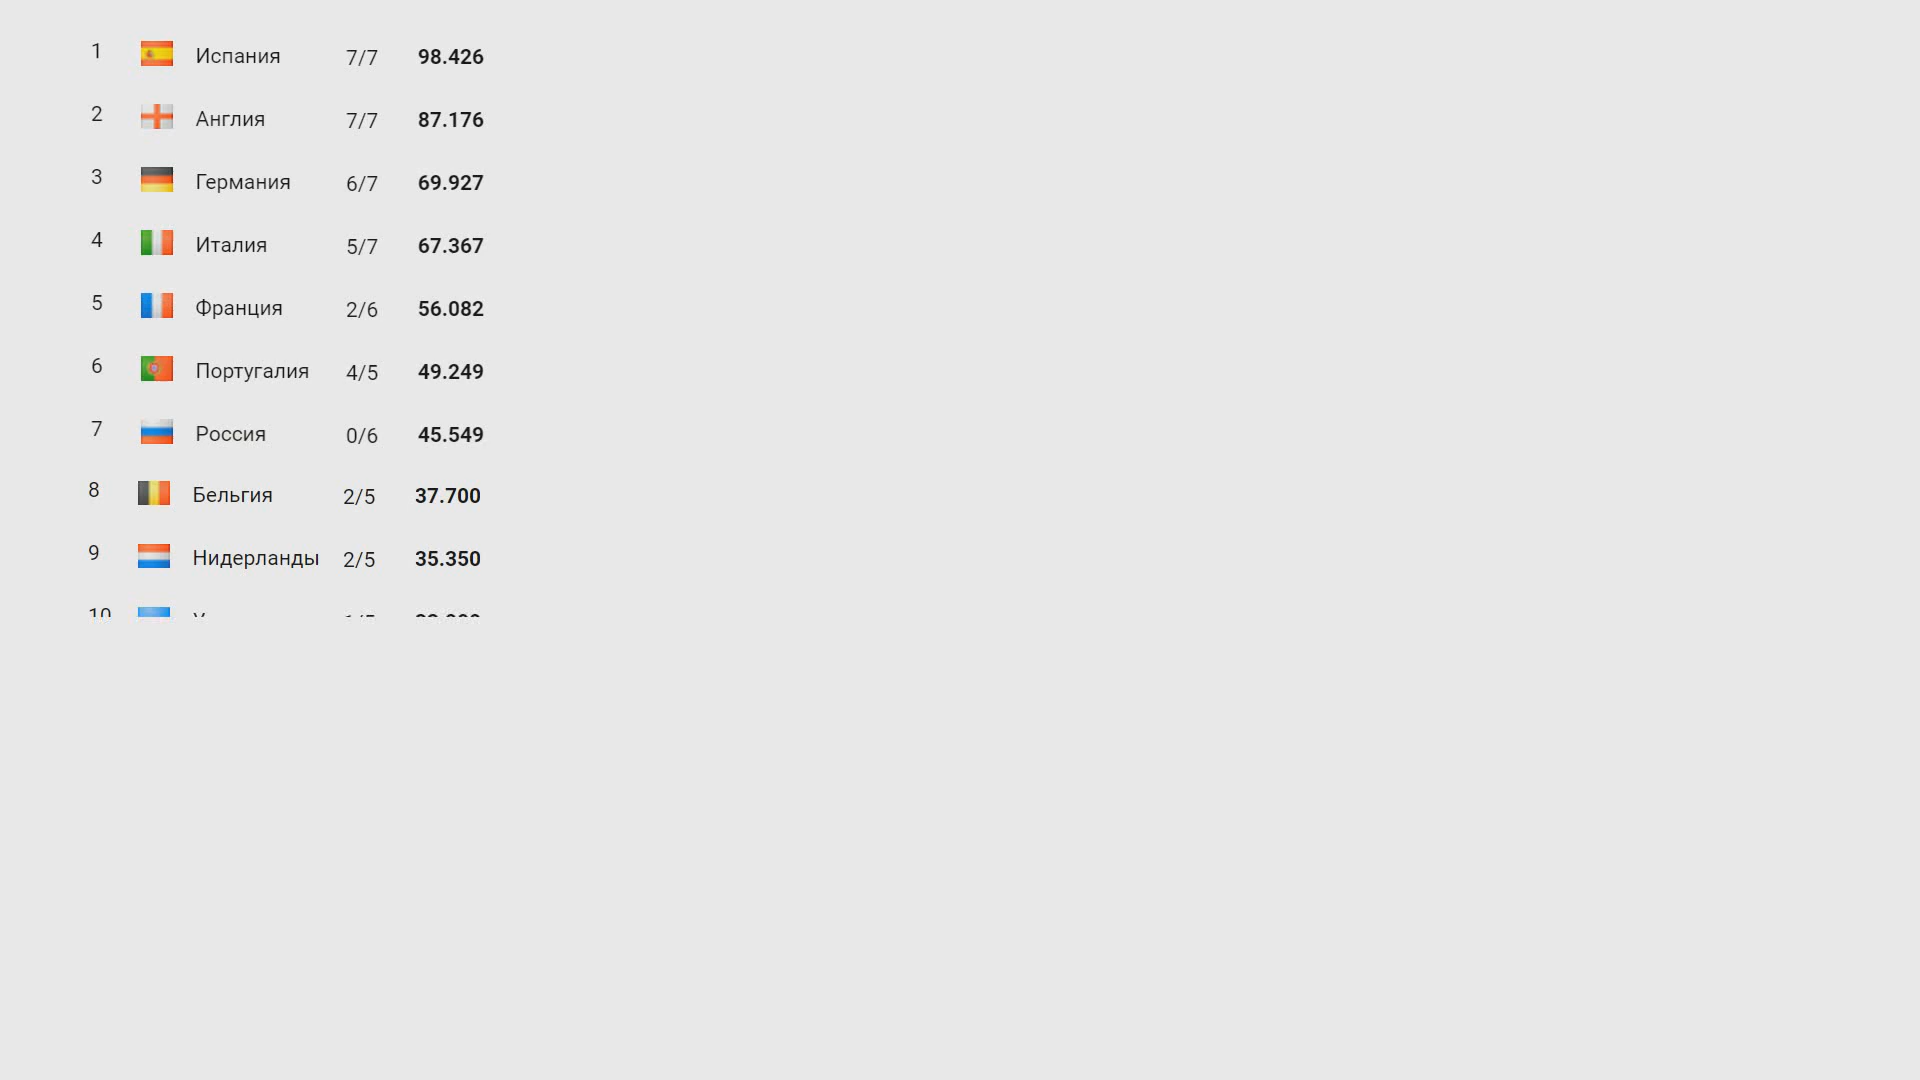 1 Испания 7/7 98.426
2 Англия 7/7 87.176
3 Германия 6/7 69.927
4 Италия 5/7 67.367
5 Франция 2/6 56.082
6 Португалия 4/5 49.249
7 Россия 0/6 45.549
8 Бельгия 2/5 37.700
9 Нидерланды 2/5 35.350
10